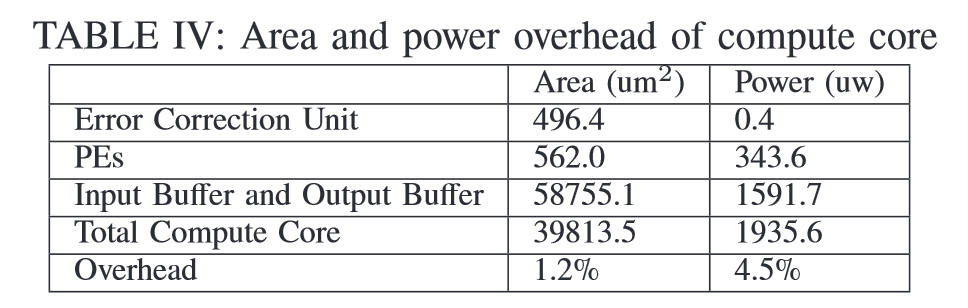 TABLE IV: Area and power overhead of compute core
Area (um²) Power (uw)
Error Correction Unit 496.4 0.4
PEs 562.0 343.6
Input Buffer and Output Buffer 58755.1 1591.7
Total Compute Core 39813.5 1935.6
Overhead 1.2% 4.5%